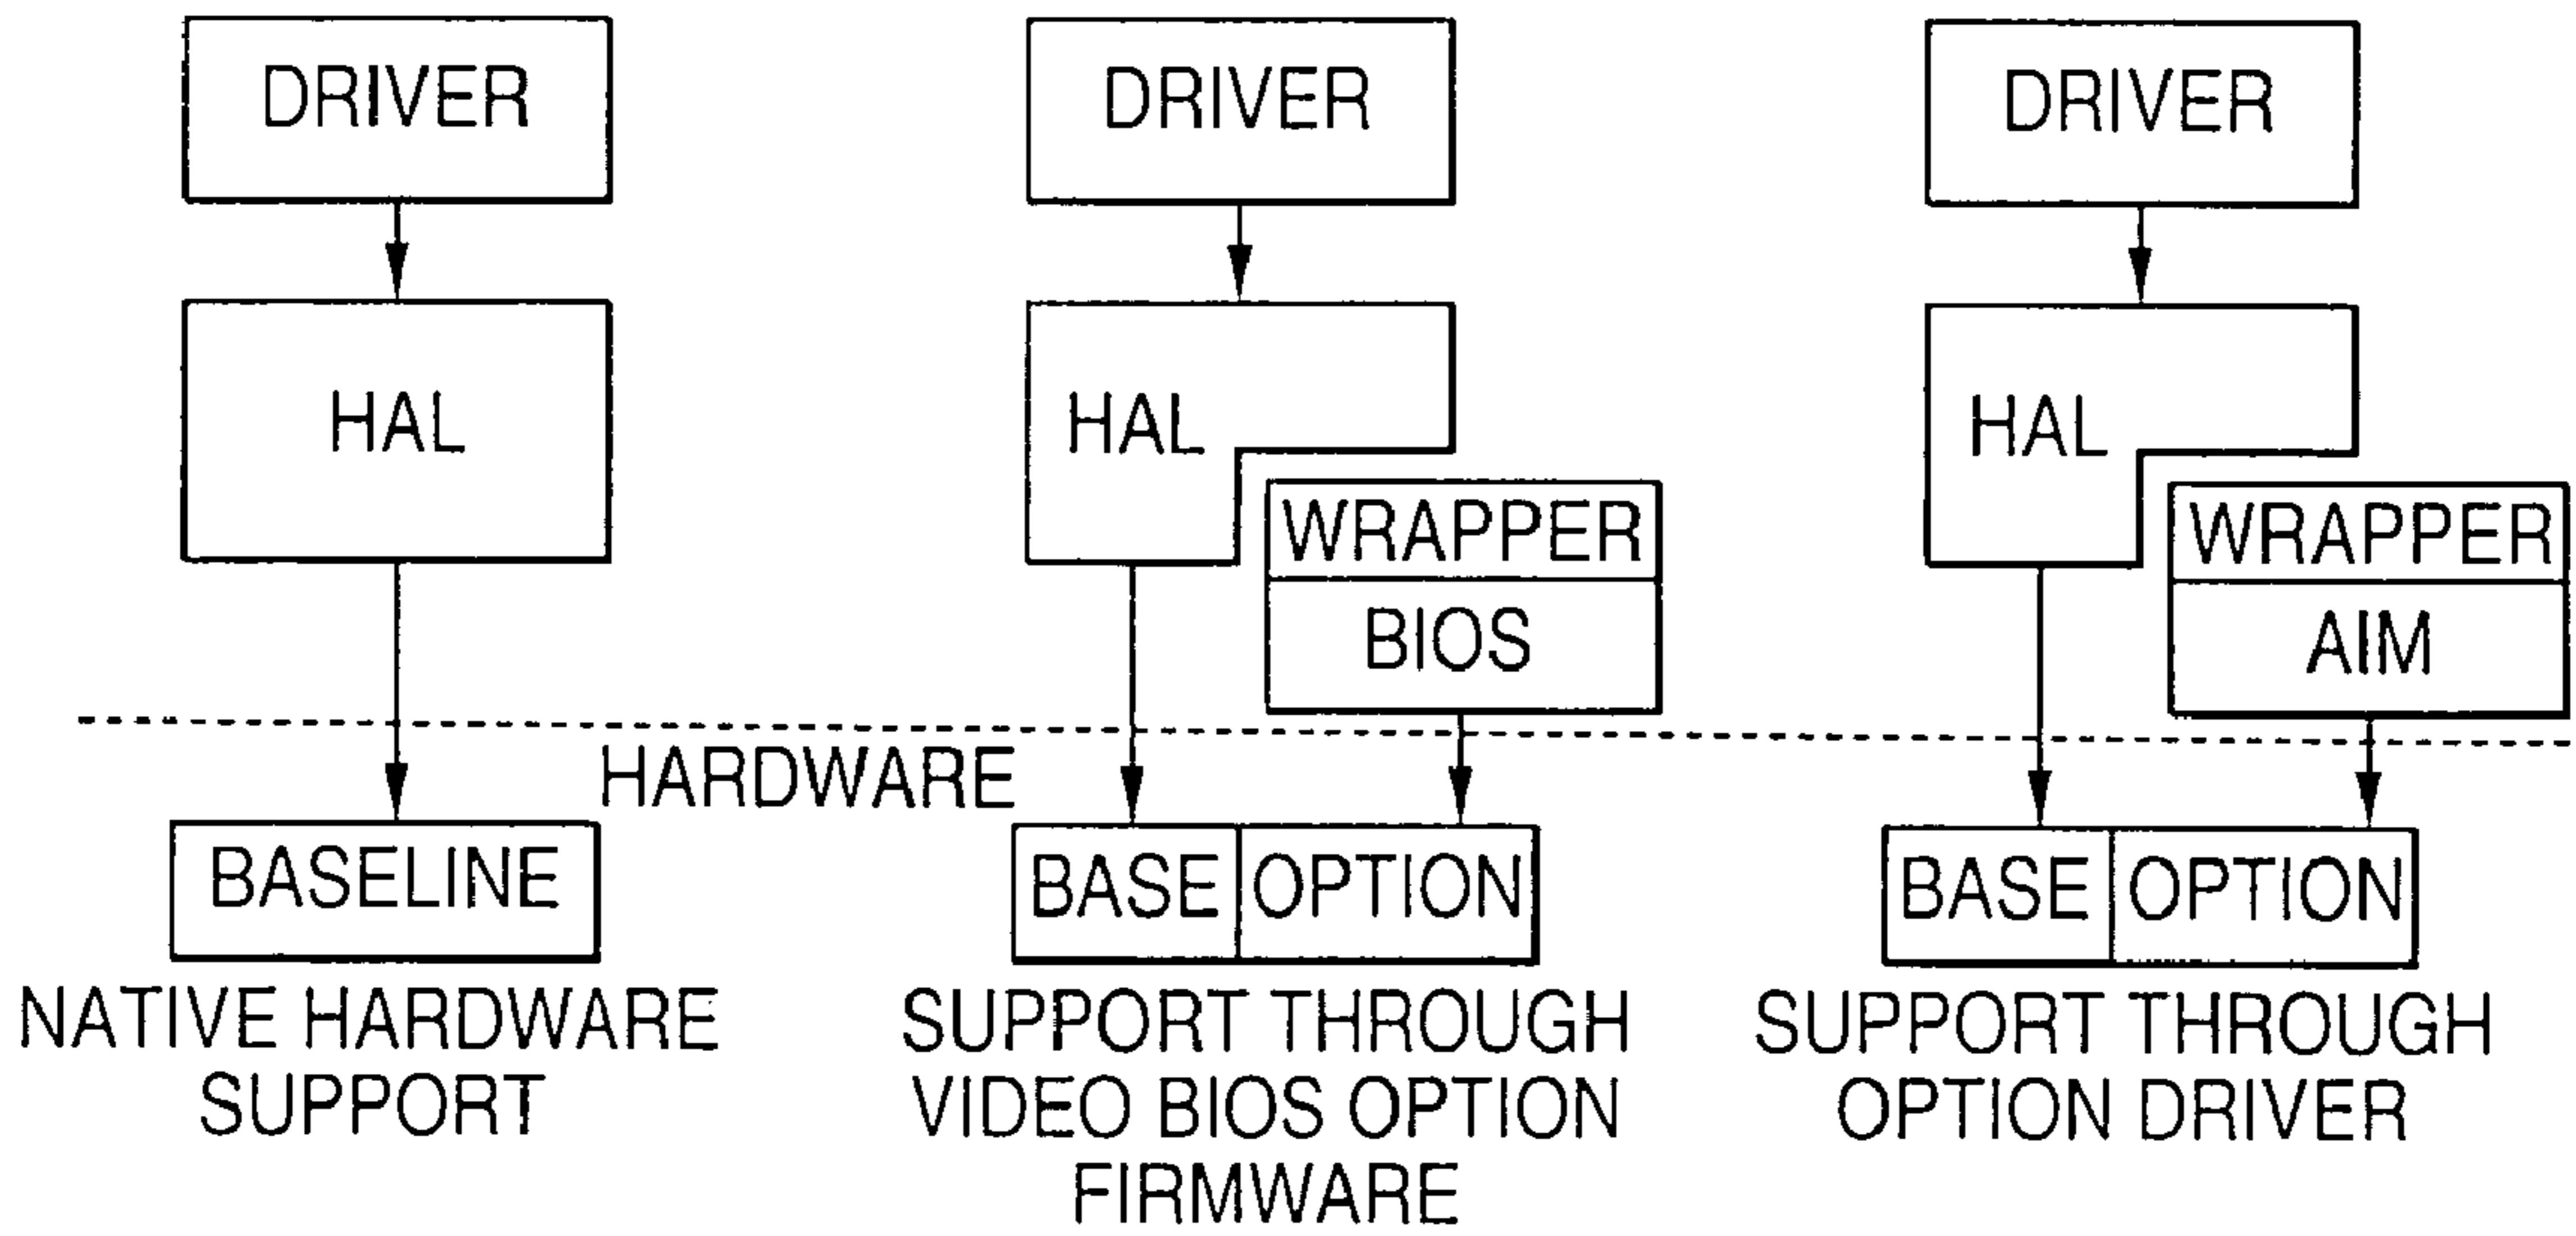 DRIVER
DRIVER
DRIVER
HAL
HAL
HAL
WRAPPER
WRAPPER
BIOS
AIM
HARDWARE
BASELINE
BASE OPTION
BASE OPTION
NATIVE HARDWARE
SUPPORT
SUPPORT THROUGH
VIDEO BIOS OPTION
FIRMWARE
SUPPORT THROUGH
OPTION DRIVER